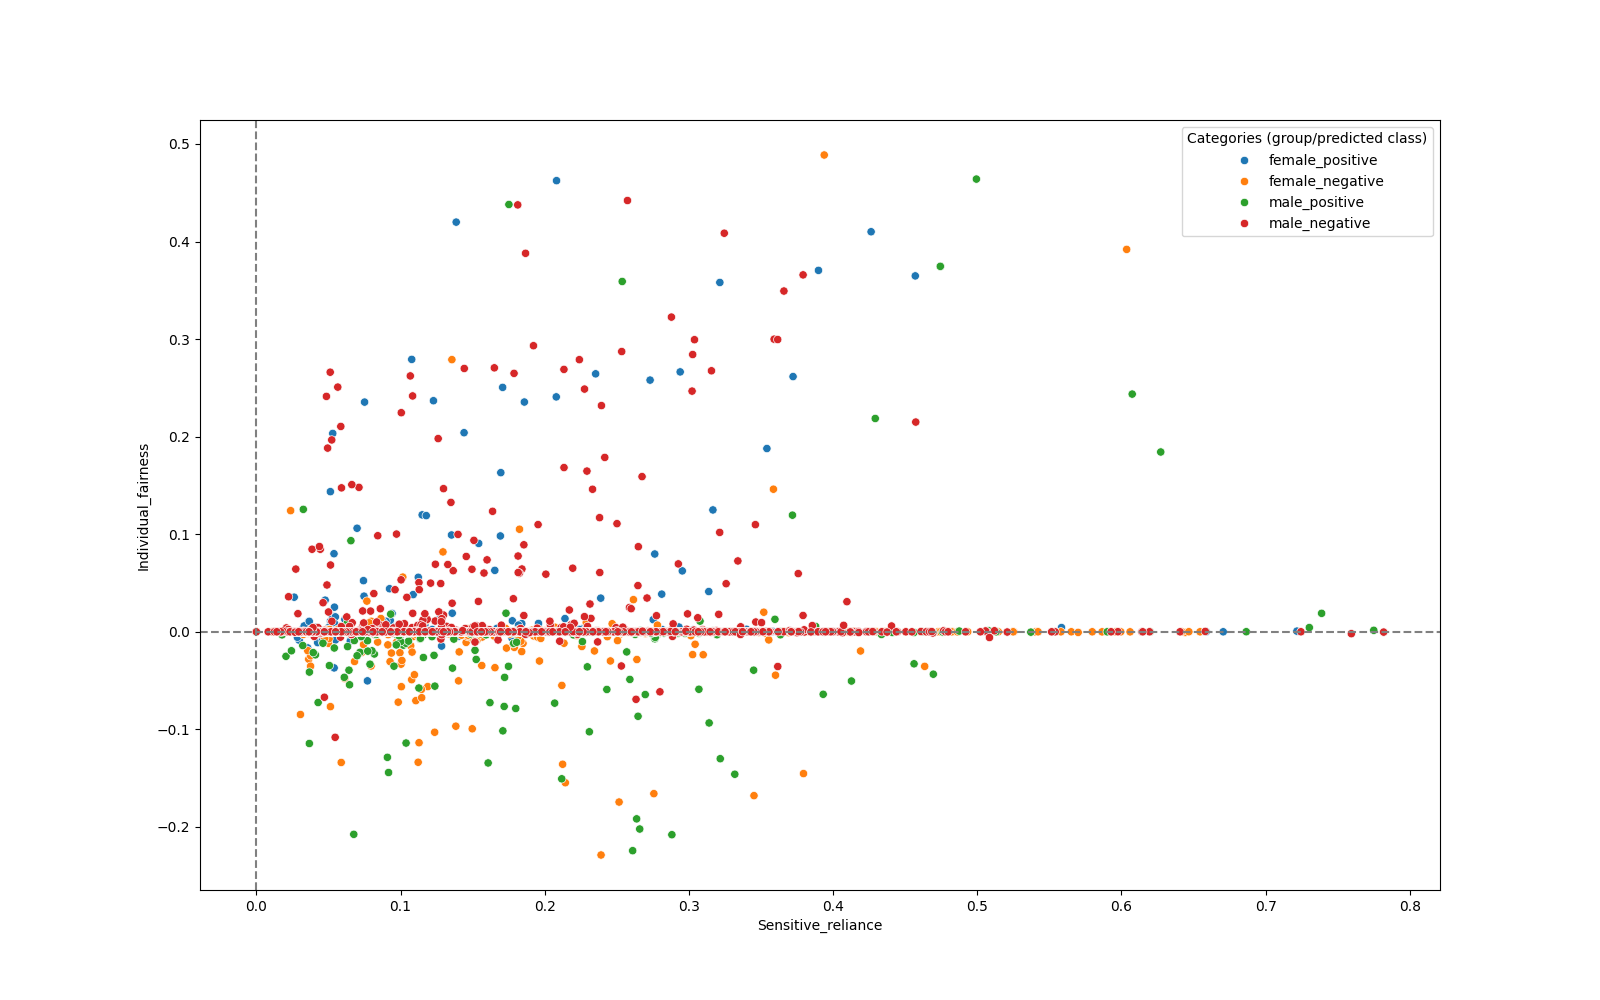 Categories (group/predicted class)
female_positive
female_negative
male_positive
male_negative
0.5
0.4
0.3
0.2
0.1
0.0
−0.1
−0.2
Individual_fairness
0.0 0.1 0.2 0.3 0.4 0.5 0.6 0.7 0.8
Sensitive_reliance